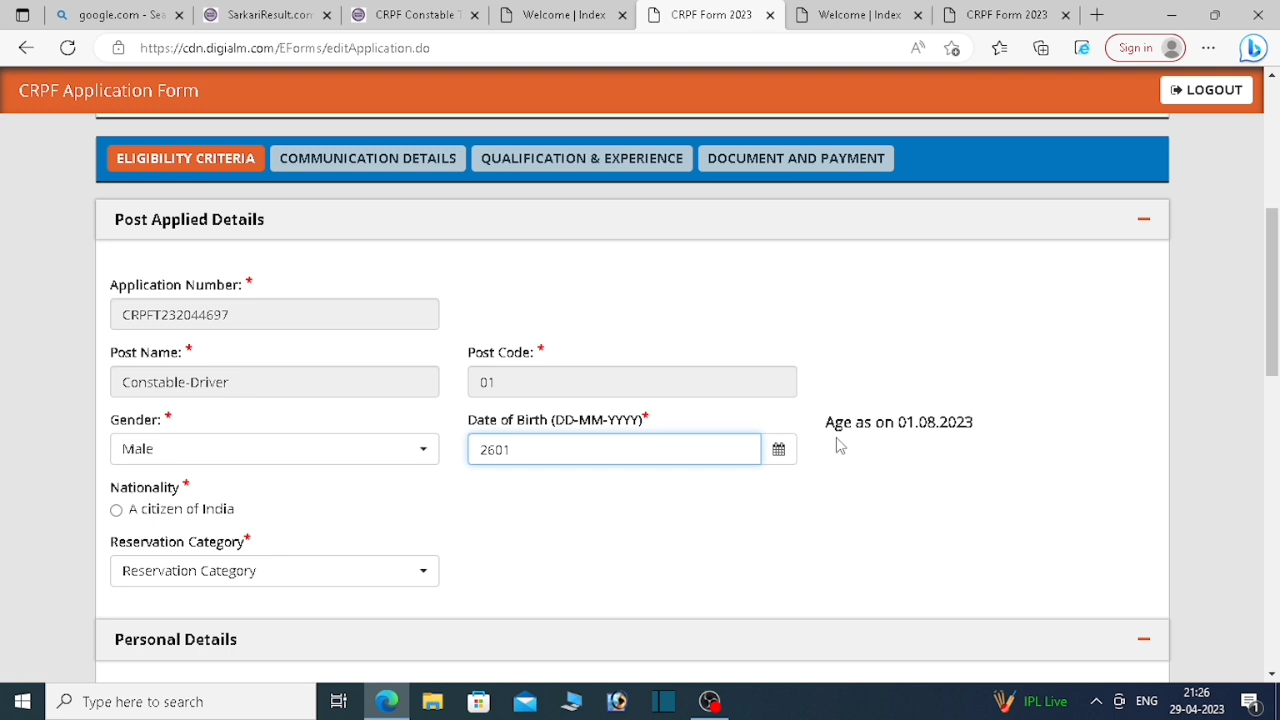 google.com - Sea
SarkariResult.com
CRPF Constable T
Welcome | Index
CRPF Form 2023
Welcome | Index
CRPF Form 2023
https://cdn.digialm.com/EForms/editApplication.do
Sign in
CRPF Application Form
LOGOUT
ELIGIBILITY CRITERIA
COMMUNICATION DETAILS
QUALIFICATION & EXPERIENCE
DOCUMENT AND PAYMENT
Post Applied Details
Application Number: *
CRPFT232044697
Post Name: *
Post Code: *
Constable-Driver
01
Gender: *
Date of Birth (DD-MM-YYYY)*
Age as on 01.08.2023
Male
2601
Nationality *
A citizen of India
Reservation Category*
Reservation Category
Personal Details
Type here to search
IPL Live
ENG
21:26
29-04-2023
1